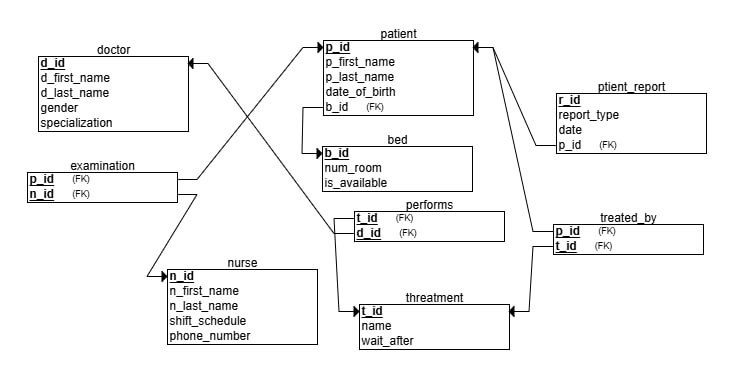 doctor
d_id
d_first_name
d_last_name
gender
specialization
patient
p_id
p_first_name
p_last_name
date_of_birth
b_id (FK)
ptient_report
r_id
report_type
date
p_id (FK)
bed
b_id
num_room
is_available
examination
p_id (FK)
n_id (FK)
performs
t_id (FK)
d_id (FK)
treated_by
p_id (FK)
t_id (FK)
nurse
n_id
n_first_name
n_last_name
shift_schedule
phone_number
threatment
t_id
name
wait_after